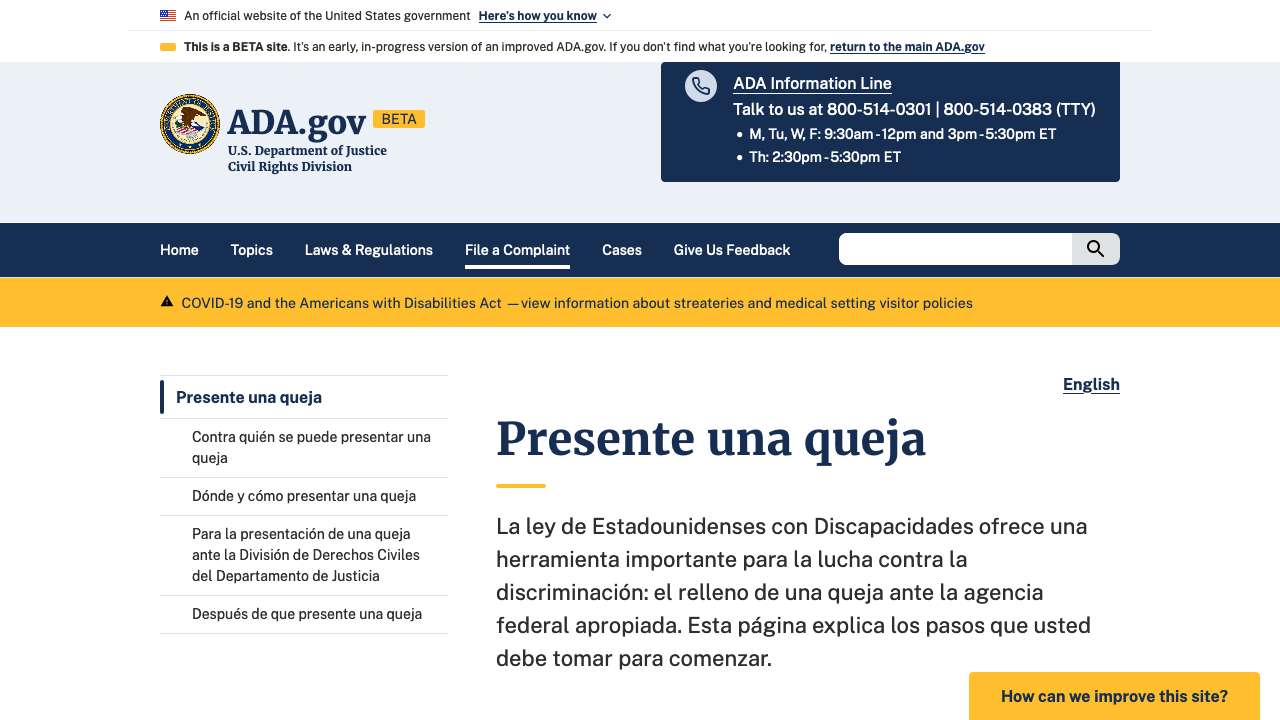 An official website of the United States government Here's how you know
This is a BETA site. It's an early, in-progress version of an improved ADA.gov. If you don't find what you're looking for, return to the main ADA.gov
ADA.gov BETA
U.S. Department of Justice
Civil Rights Division
ADA Information Line
Talk to us at 800-514-0301 | 800-514-0383 (TTY)
• M, Tu, W, F: 9:30am - 12pm and 3pm - 5:30pm ET
• Th: 2:30pm - 5:30pm ET
Home Topics Laws & Regulations File a Complaint Cases Give Us Feedback
COVID-19 and the Americans with Disabilities Act — view information about streateries and medical setting visitor policies
Presente una queja
Contra quién se puede presentar una
queja
Dónde y cómo presentar una queja
Para la presentación de una queja
ante la División de Derechos Civiles
del Departamento de Justicia
Después de que presente una queja
English
Presente una queja
La ley de Estadounidenses con Discapacidades ofrece una
herramienta importante para la lucha contra la
discriminación: el relleno de una queja ante la agencia
federal apropiada. Esta página explica los pasos que usted
debe tomar para comenzar.
How can we improve this site?